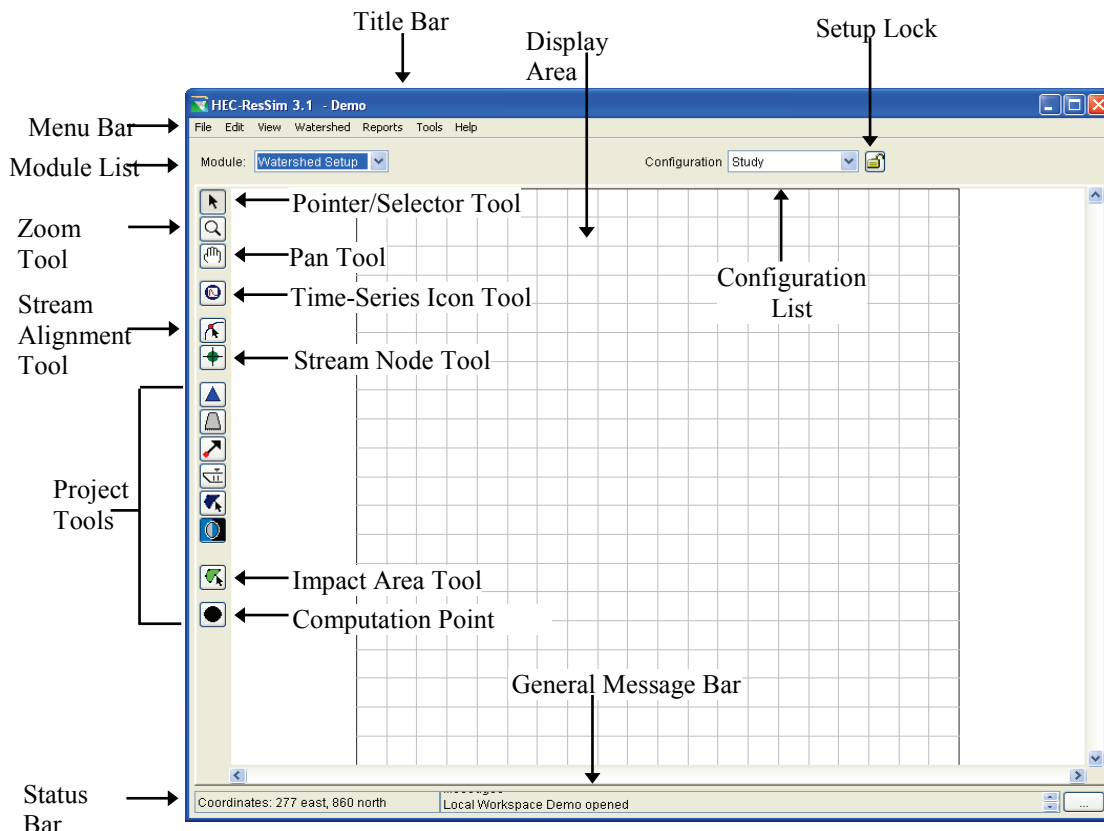 Title Bar
Display
Area
Setup Lock
HEC-ResSim 3.1 - Demo
Menu Bar
File Edit View Watershed Reports Tools Help
Module List
Module: Watershed Setup
Configuration Study
Pointer/Selector Tool
Zoom
Tool
Pan Tool
Configuration
List
Time-Series Icon Tool
Stream
Alignment
Tool
Stream Node Tool
Project
Tools
Impact Area Tool
Computation Point
General Message Bar
Status
Bar
Coordinates: 277 east, 860 north
Messages
Local Workspace Demo opened
...